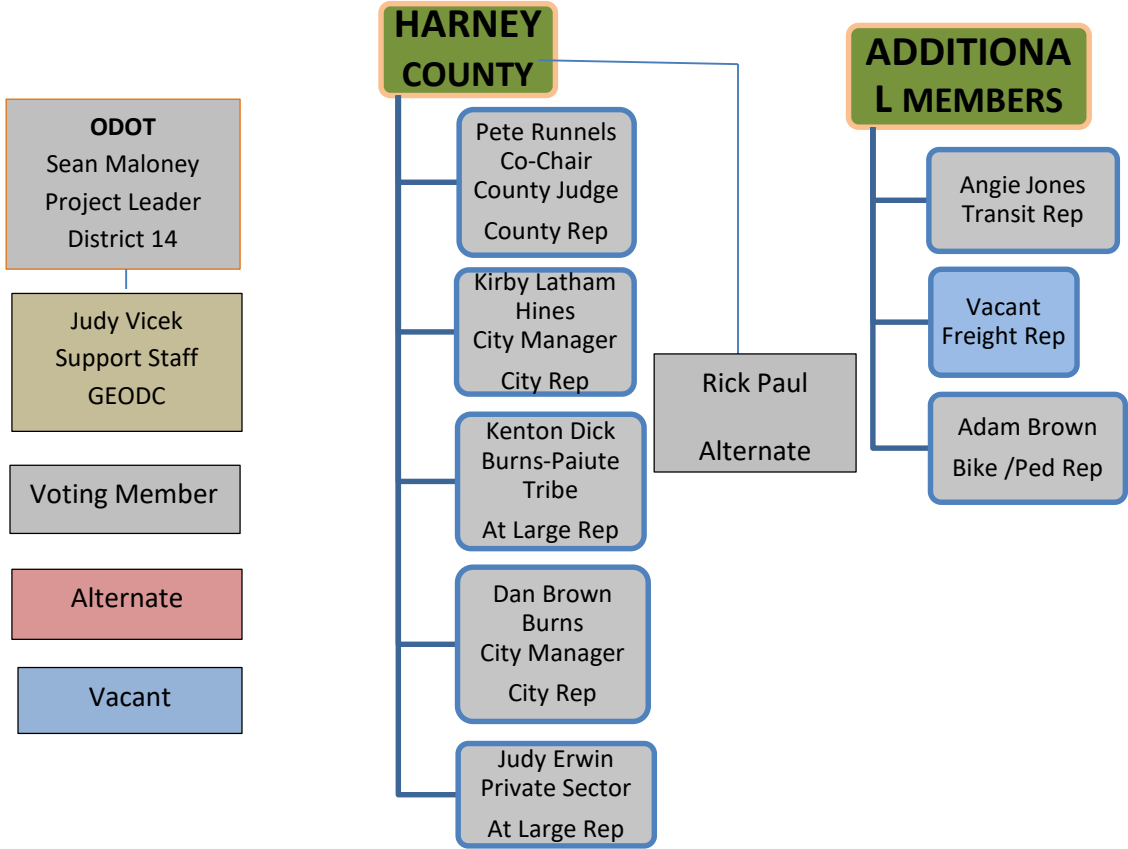 ODOT
Sean Maloney
Project Leader
District 14
Judy Vicek
Support Staff
GEODC
Voting Member
Alternate
Vacant
HARNEY
COUNTY
Pete Runnels
Co-Chair
County Judge
County Rep
Kirby Latham
Hines
City Manager
City Rep
Kenton Dick
Burns-Paiute
Tribe
At Large Rep
Dan Brown
Burns
City Manager
City Rep
Judy Erwin
Private Sector
At Large Rep
Rick Paul
Alternate
ADDITIONA
L MEMBERS
Angie Jones
Transit Rep
Vacant
Freight Rep
Adam Brown
Bike /Ped Rep